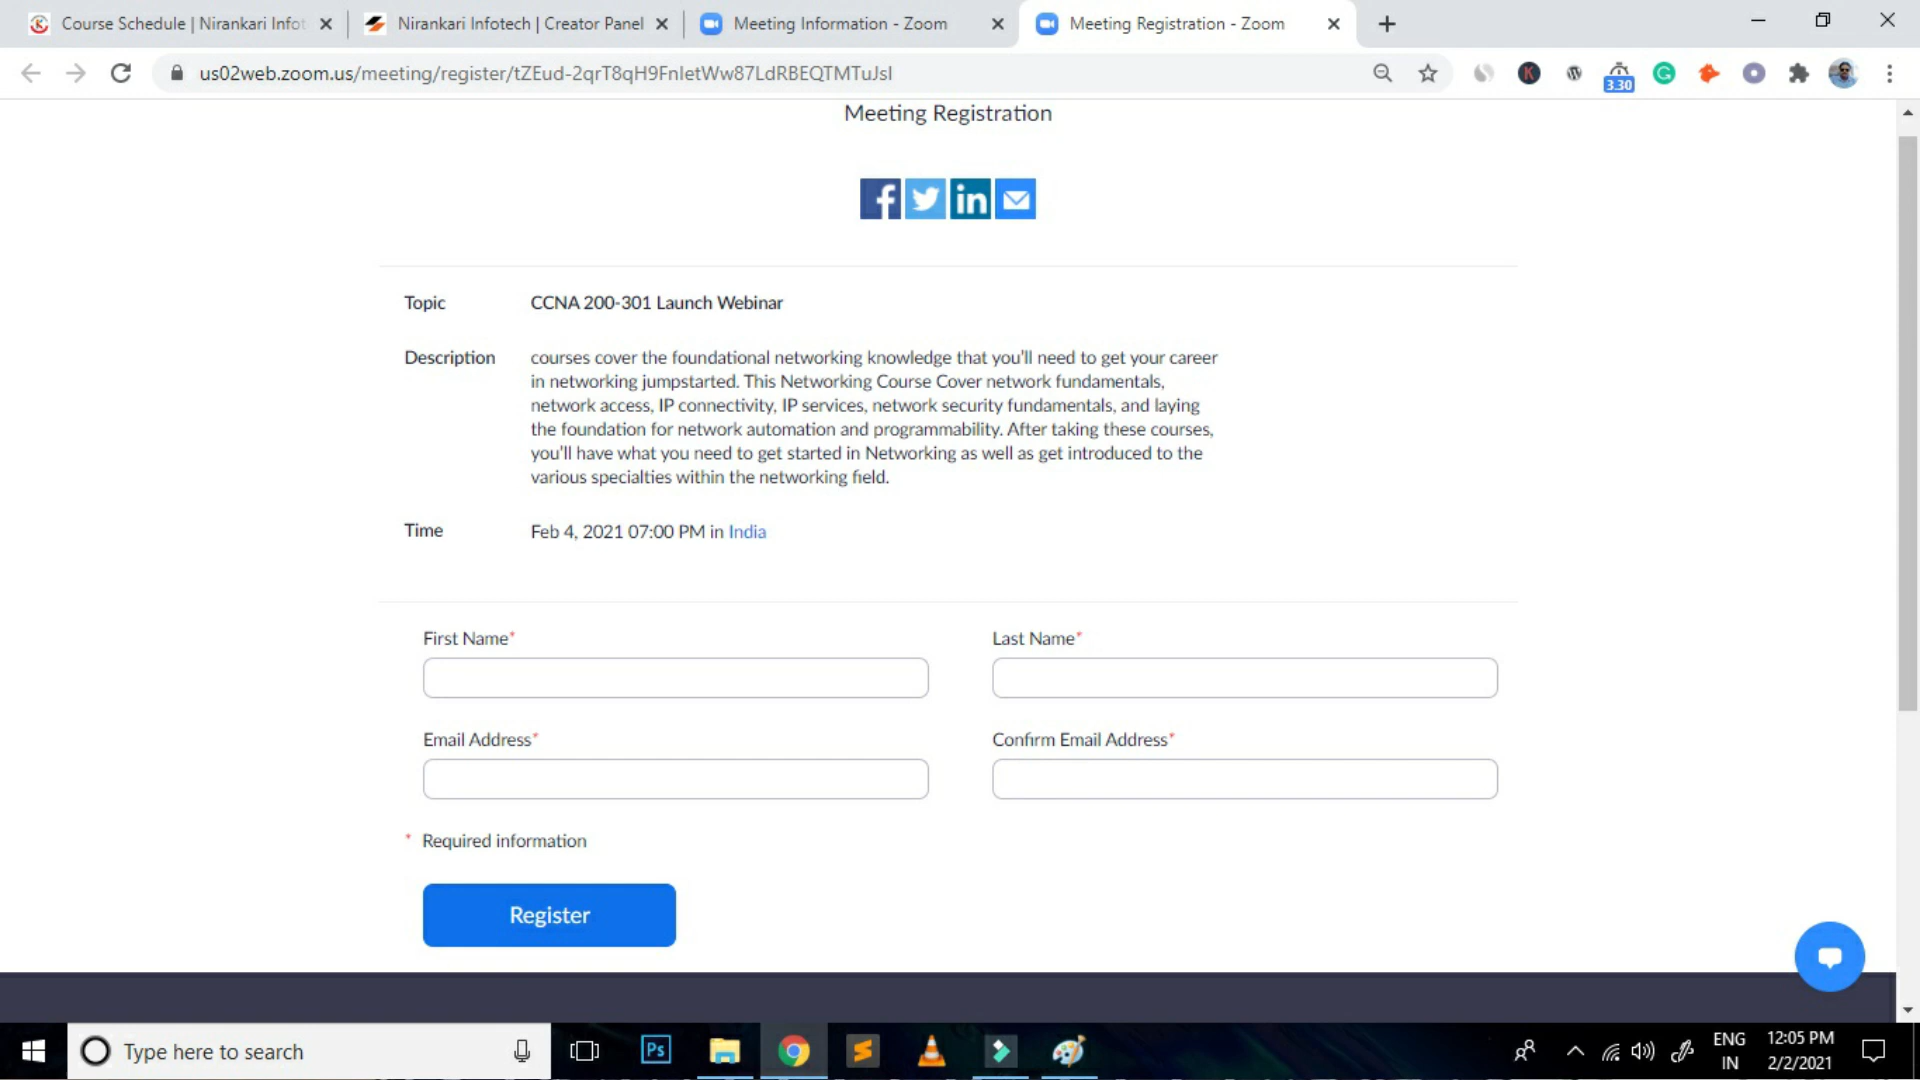 Course Schedule | Nirankari Infot
Nirankari Infotech | Creator Panel
Meeting Information - Zoom
Meeting Registration - Zoom
us02web.zoom.us/meeting/register/tZEud-2qrT8qH9FnIetWw87LdRBEQTMTuJsI
3.30
Meeting Registration
Topic
CCNA 200-301 Launch Webinar
Description
courses cover the foundational networking knowledge that you'll need to get your career
in networking jumpstarted. This Networking Course Cover network fundamentals,
network access, IP connectivity, IP services, network security fundamentals, and laying
the foundation for network automation and programmability. After taking these courses,
you'll have what you need to get started in Networking as well as get introduced to the
various specialties within the networking field.
Time
Feb 4, 2021 07:00 PM in India
First Name*
Last Name*
Email Address*
Confirm Email Address*
* Required information
Register
Type here to search
Ps
ENG
IN
12:05 PM
2/2/2021